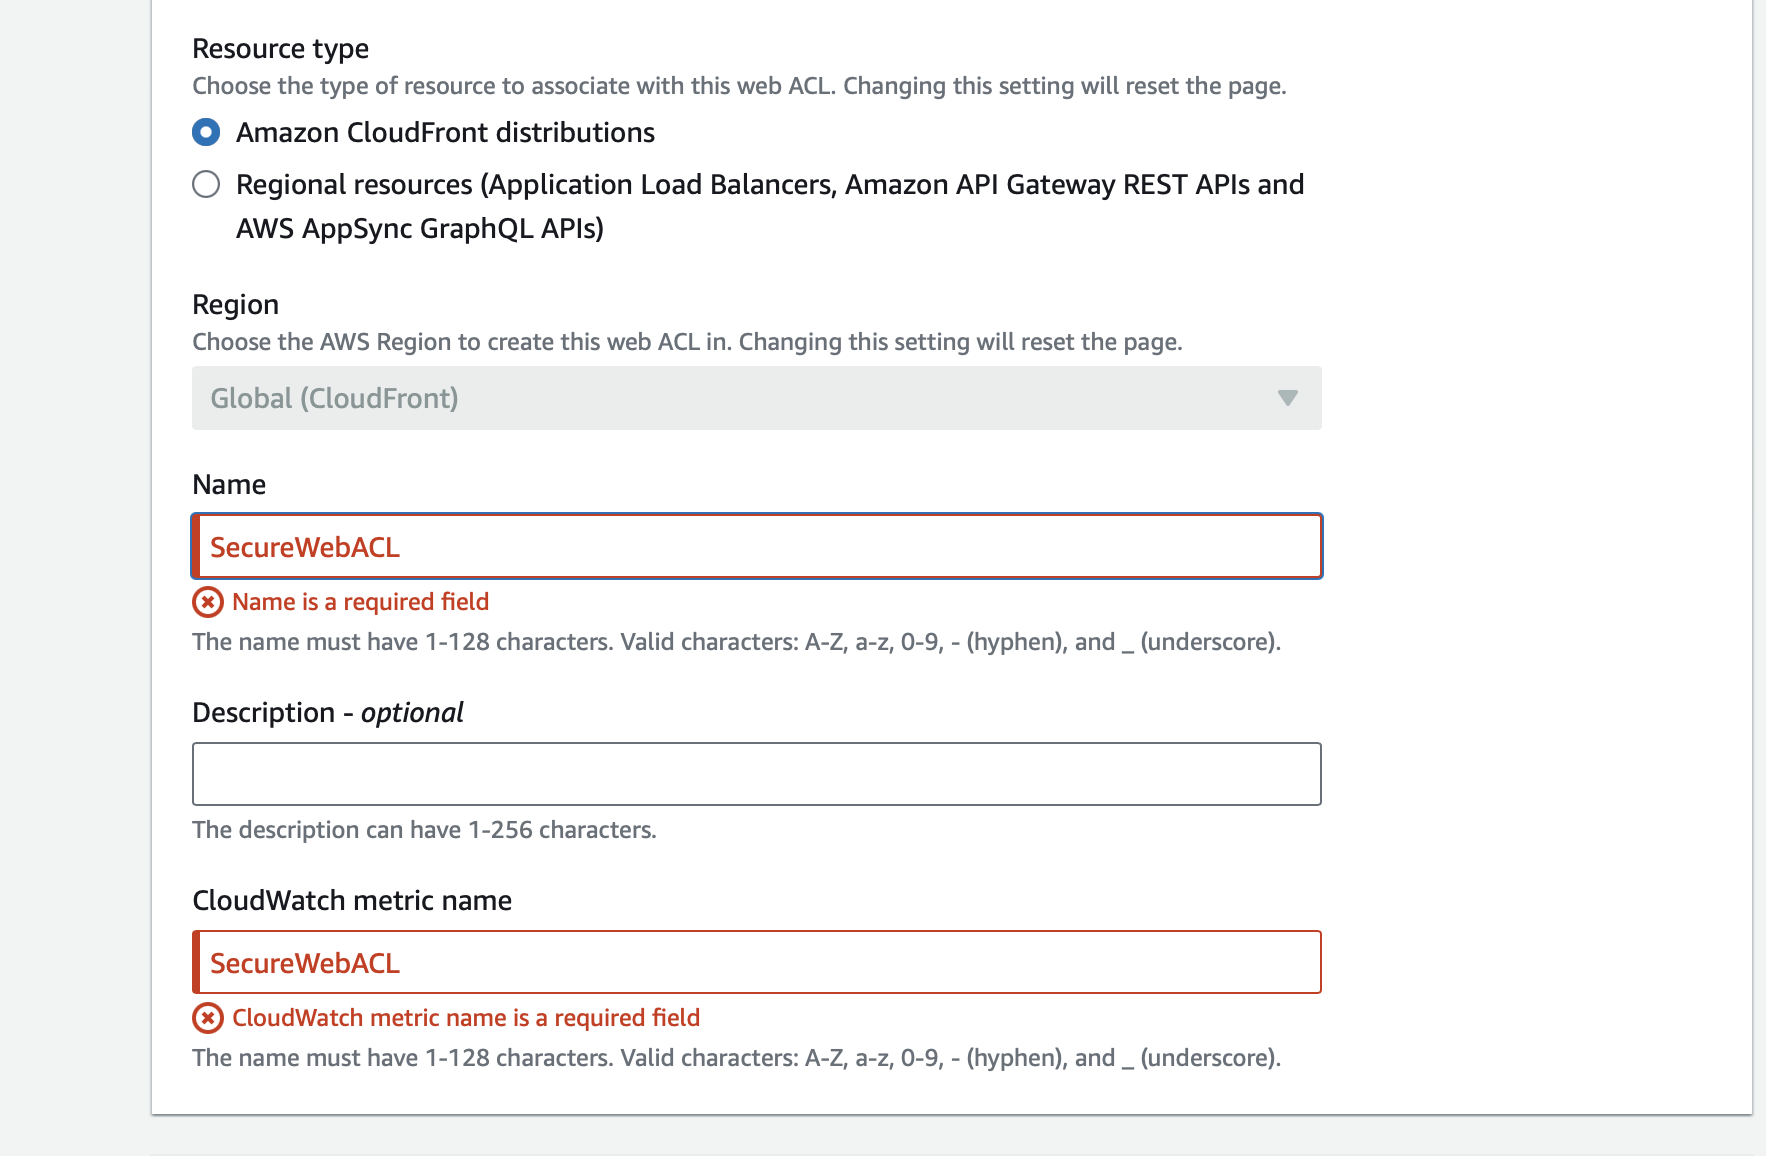 Resource type
Choose the type of resource to associate with this web ACL. Changing this setting will reset the page.
Amazon CloudFront distributions
Regional resources (Application Load Balancers, Amazon API Gateway REST APIs and
AWS AppSync GraphQL APIs)
Region
Choose the AWS Region to create this web ACL in. Changing this setting will reset the page.
Global (CloudFront)
Name
SecureWebACL
Name is a required field
The name must have 1-128 characters. Valid characters: A-Z, a-z, 0-9, - (hyphen), and _ (underscore).
Description - optional
The description can have 1-256 characters.
CloudWatch metric name
SecureWebACL
CloudWatch metric name is a required field
The name must have 1-128 characters. Valid characters: A-Z, a-z, 0-9, - (hyphen), and _ (underscore).